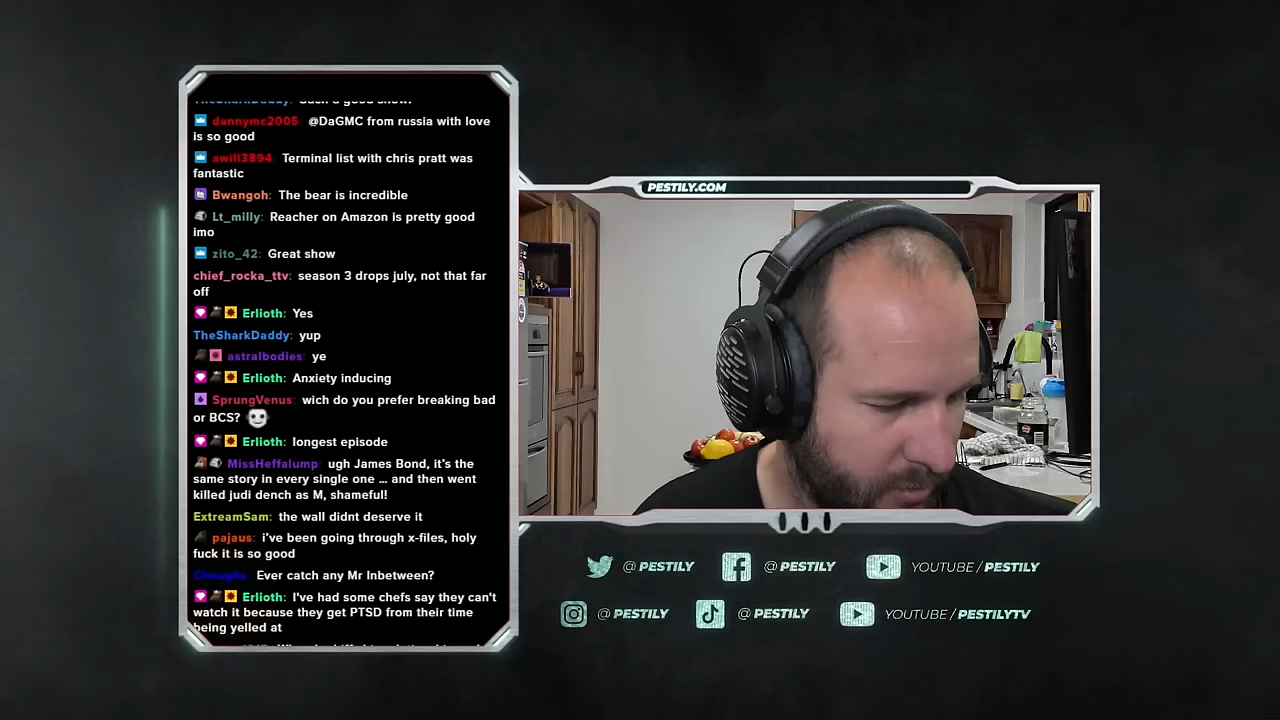 TheSharkDaddy: Such a good show!
dannymc2005 @DaGMC from russia with love
is so good
awill3894 Terminal list with chris pratt was
fantastic
Bwangoh: The bear is incredible
Lt_milly: Reacher on Amazon is pretty good
imo
zito_42: Great show
chief_rocka_ttv: season 3 drops july, not that far
off
Erlioth: Yes
TheSharkDaddy: yup
astralbodies: ye
Erlioth: Anxiety inducing
SprungVenus: wich do you prefer breaking bad
or BCS?
Erlioth: longest episode
MissHeffalump: ugh James Bond, it's the
same story in every single one ... and then went
killed judi dench as M, shameful!
ExtreamSam: the wall didnt deserve it
pajaus: i've been going through x-files, holy
fuck it is so good
Ever catch any Mr Inbetween?
Erlioth: I've had some chefs say they can't
watch it because they get PTSD from their time
being yelled at
PESTILY.COM
@PESTILY
@PESTILY
YOUTUBE/PESTILY
@PESTILY
@PESTILY
YOUTUBE/PESTILYTV